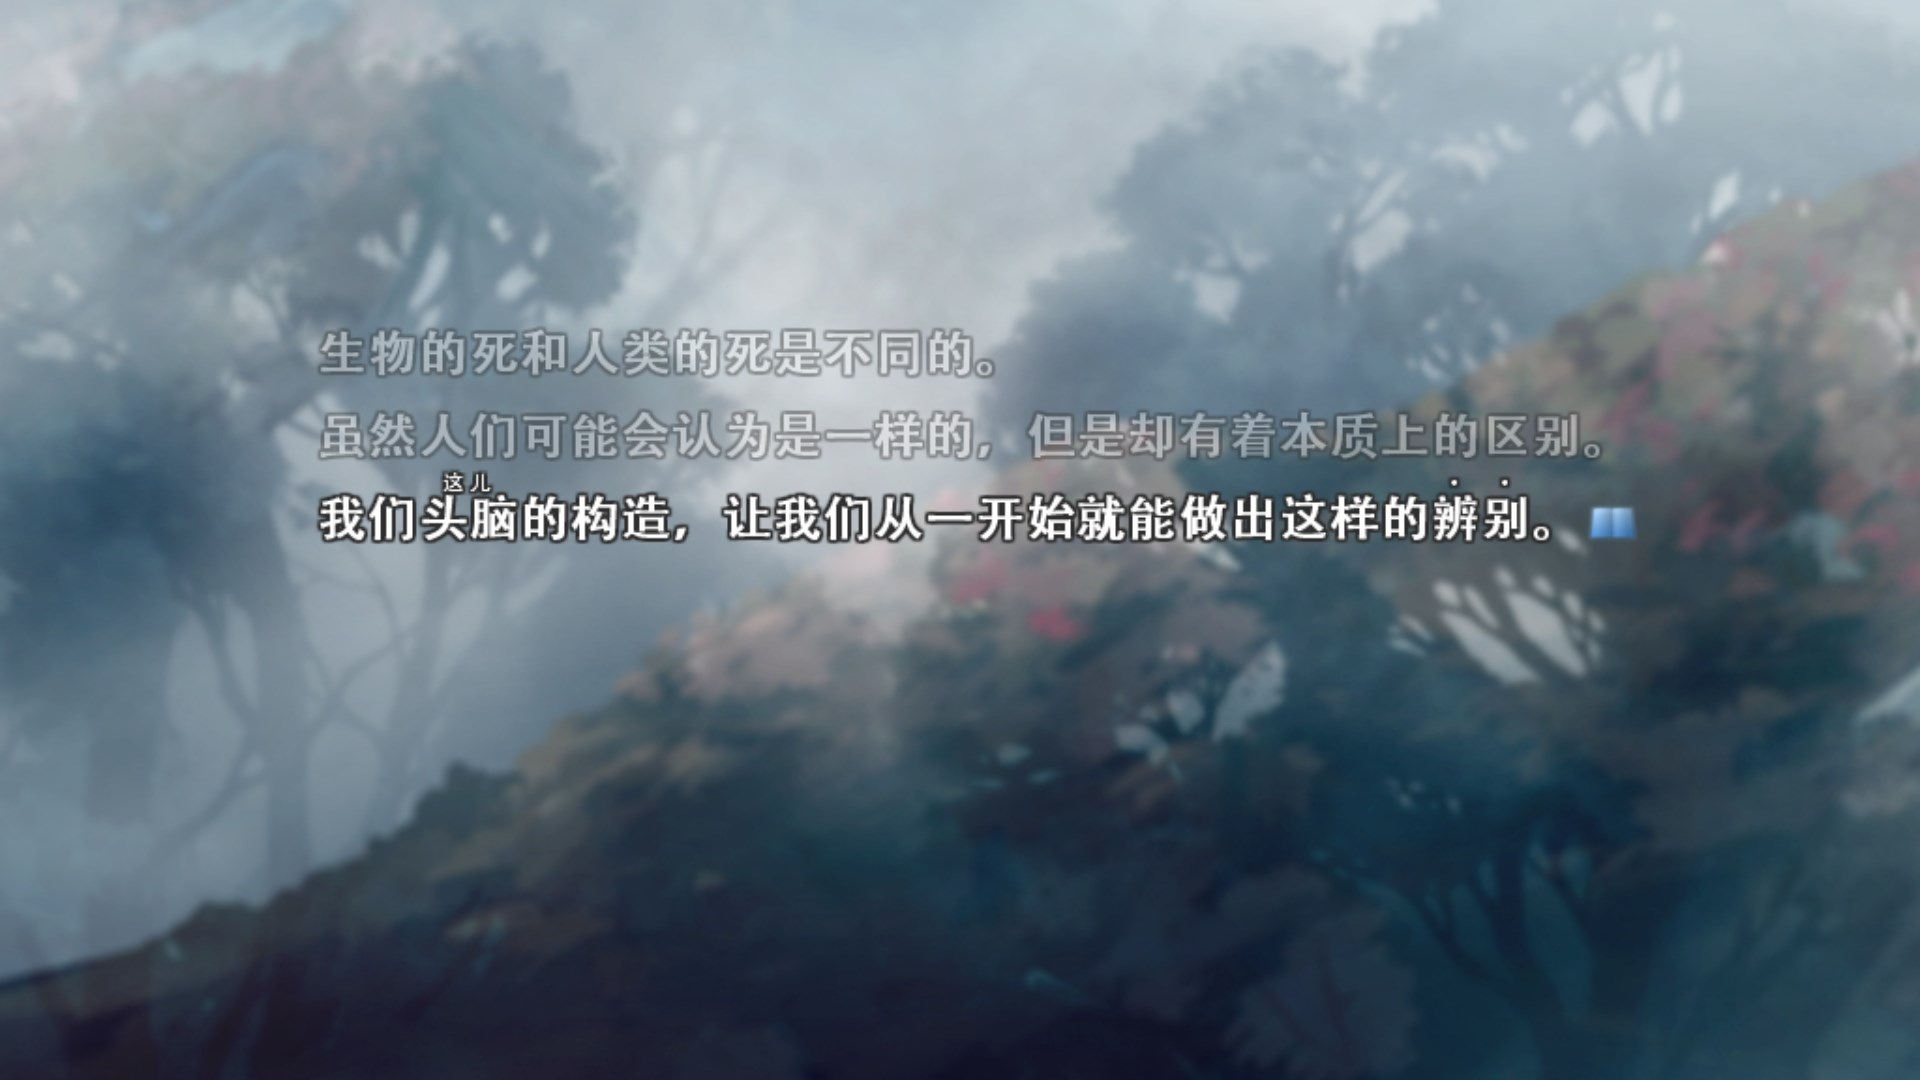 生物的死和人类的死是不同的。
虽然人们可能会认为是一样的，但是却有着本质上的区别。
这儿
我们头脑的构造，让我们从一开始就能做出这样的辨别。